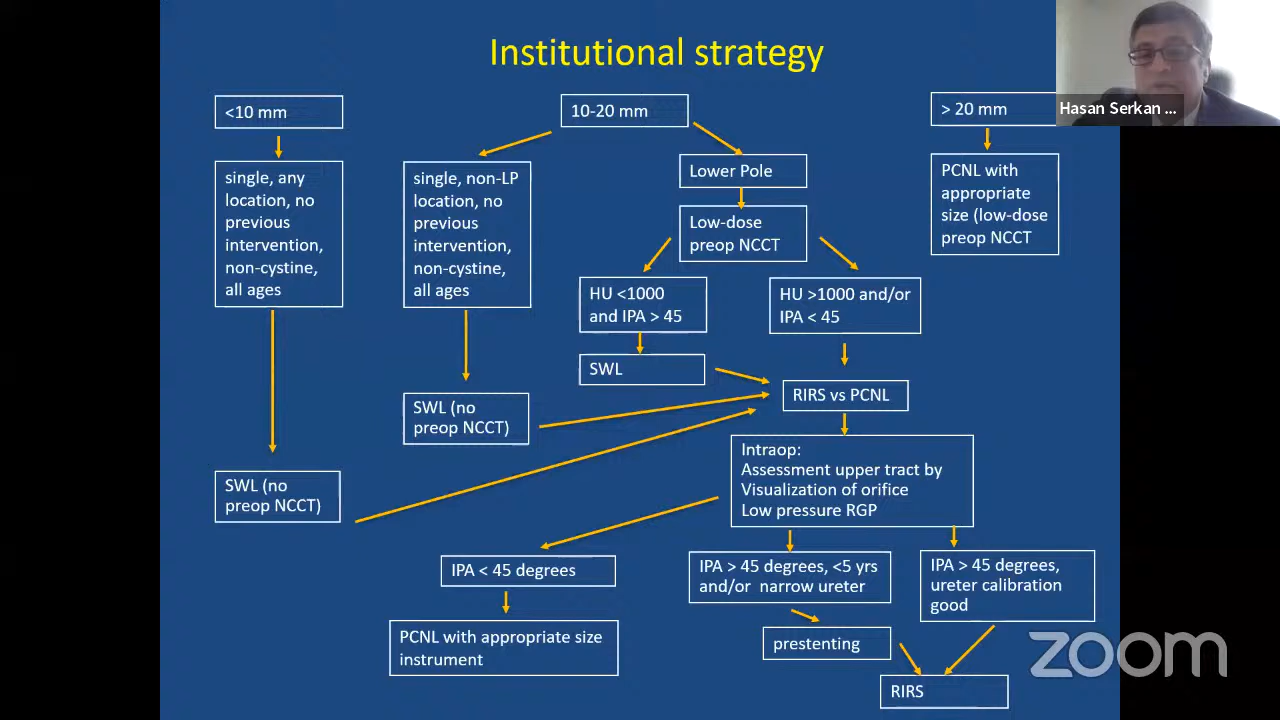 Institutional strategy
Hasan Serkan ...
<10 mm
10-20 mm
> 20 mm
single, any
location, no
previous
intervention,
non-cystine,
all ages
single, non-LP
location, no
previous
intervention,
non-cystine,
all ages
Lower Pole
PCNL with
appropriate
size (low-dose
preop NCCT
Low-dose
preop NCCT
HU <1000
and IPA > 45
HU >1000 and/or
IPA < 45
SWL
RIRS vs PCNL
SWL (no
preop NCCT)
SWL (no
preop NCCT)
Intraop:
Assessment upper tract by
Visualization of orifice
Low pressure RGP
IPA < 45 degrees
IPA > 45 degrees, <5 yrs
and/or narrow ureter
IPA > 45 degrees,
ureter calibration
good
PCNL with appropriate size
instrument
prestenting
RIRS
zoom